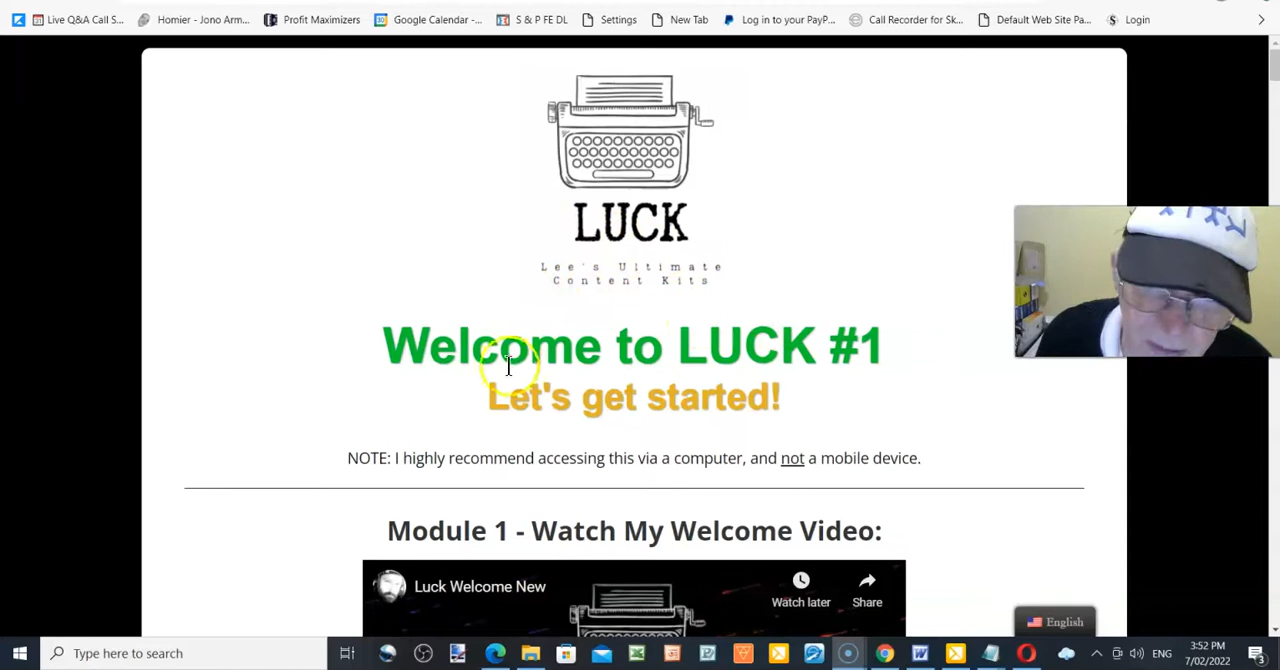 Live Q&A Call S...
Homier - Jono Arm...
Profit Maximizers
Google Calendar -...
S & P FE DL
Settings
New Tab
Log in to your PayP...
Call Recorder for Sk...
Default Web Site Pa...
Login
LUCK
Lee's Ultimate
Content Kits
Welcome to LUCK #1
Let's get started!
NOTE: I highly recommend accessing this via a computer, and not a mobile device.
Module 1 - Watch My Welcome Video:
Luck Welcome New
Watch later
Share
English
Type here to search
ENG
3:52 PM
7/02/2022